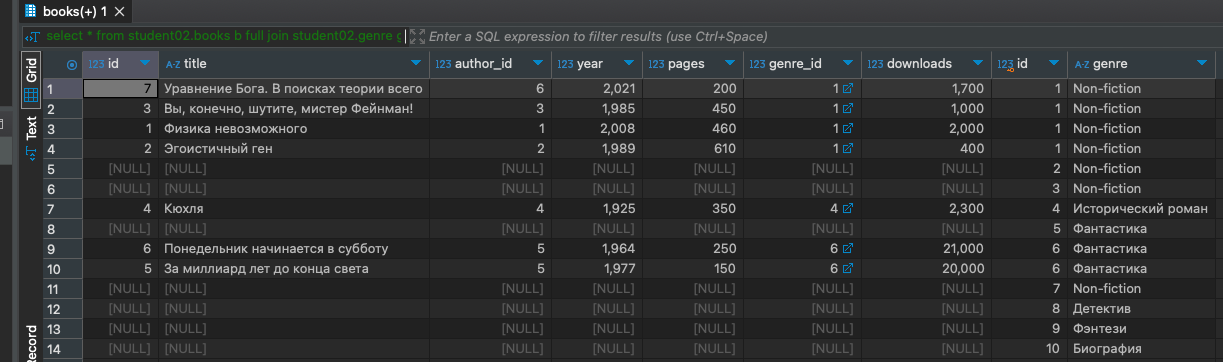 books(+) 1
select * from student02.books b full join student02.genre g Enter a SQL expression to filter results (use Ctrl+Space)
Grid
Text
Record
123 id A-Z title 123 author_id 123 year 123 pages 123 genre_id 123 downloads 123 id A-Z genre
1 7 Уравнение Бога. В поисках теории всего 6 2,021 200 1 1,700 1 Non-fiction
2 3 Вы, конечно, шутите, мистер Фейнман! 3 1,985 450 1 1,000 1 Non-fiction
3 1 Физика невозможного 1 2,008 460 1 2,000 1 Non-fiction
4 2 Эгоистичный ген 2 1,989 610 1 400 1 Non-fiction
5 [NULL] [NULL] [NULL] [NULL] [NULL] [NULL] [NULL] 2 Non-fiction
6 [NULL] [NULL] [NULL] [NULL] [NULL] [NULL] [NULL] 3 Non-fiction
7 4 Кюхля 4 1,925 350 4 2,300 4 Исторический роман
8 [NULL] [NULL] [NULL] [NULL] [NULL] [NULL] [NULL] 5 Фантастика
9 6 Понедельник начинается в субботу 5 1,964 250 6 21,000 6 Фантастика
10 5 За миллиард лет до конца света 5 1,977 150 6 20,000 6 Фантастика
11 [NULL] [NULL] [NULL] [NULL] [NULL] [NULL] [NULL] 7 Non-fiction
12 [NULL] [NULL] [NULL] [NULL] [NULL] [NULL] [NULL] 8 Детектив
13 [NULL] [NULL] [NULL] [NULL] [NULL] [NULL] [NULL] 9 Фэнтези
14 [NULL] [NULL] [NULL] [NULL] [NULL] [NULL] [NULL] 10 Биография